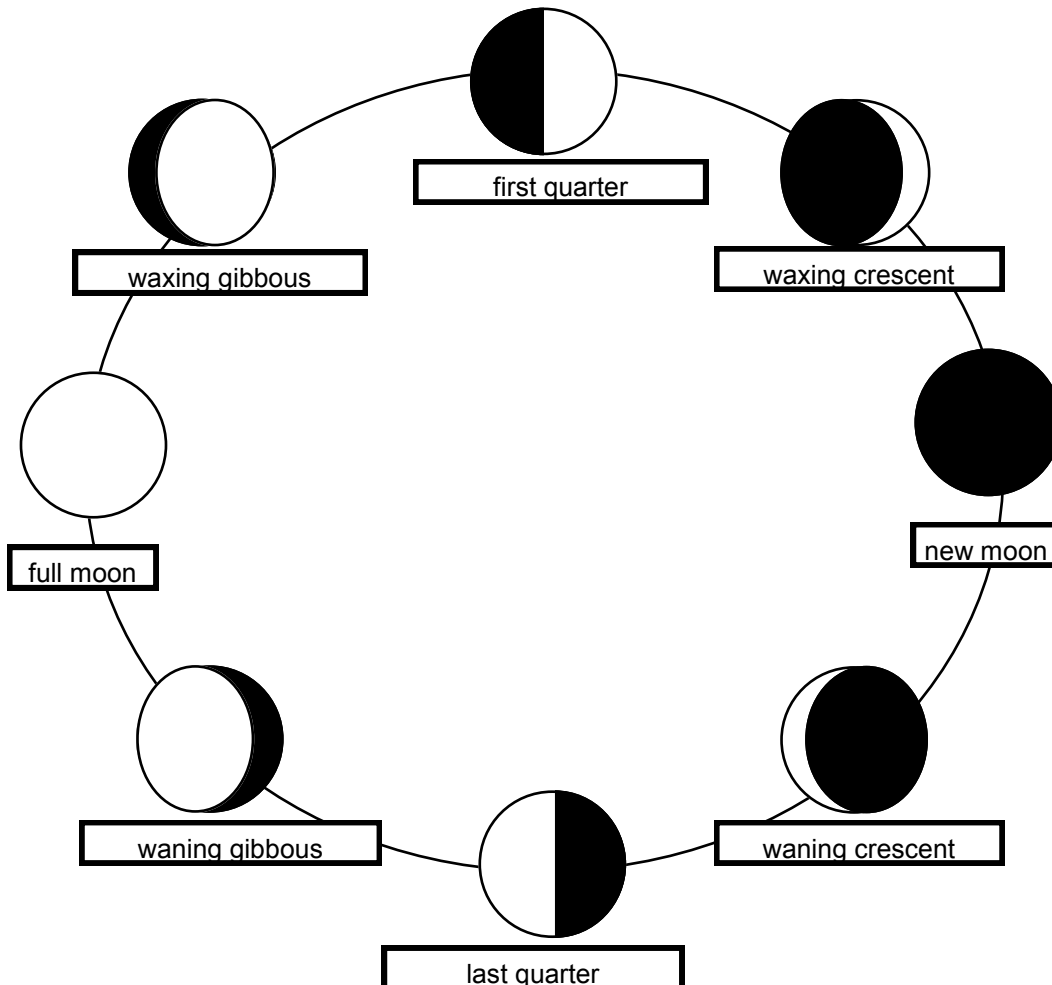 first quarter
waxing gibbous
waxing crescent
full moon
new moon
waning gibbous
waning crescent
last quarter